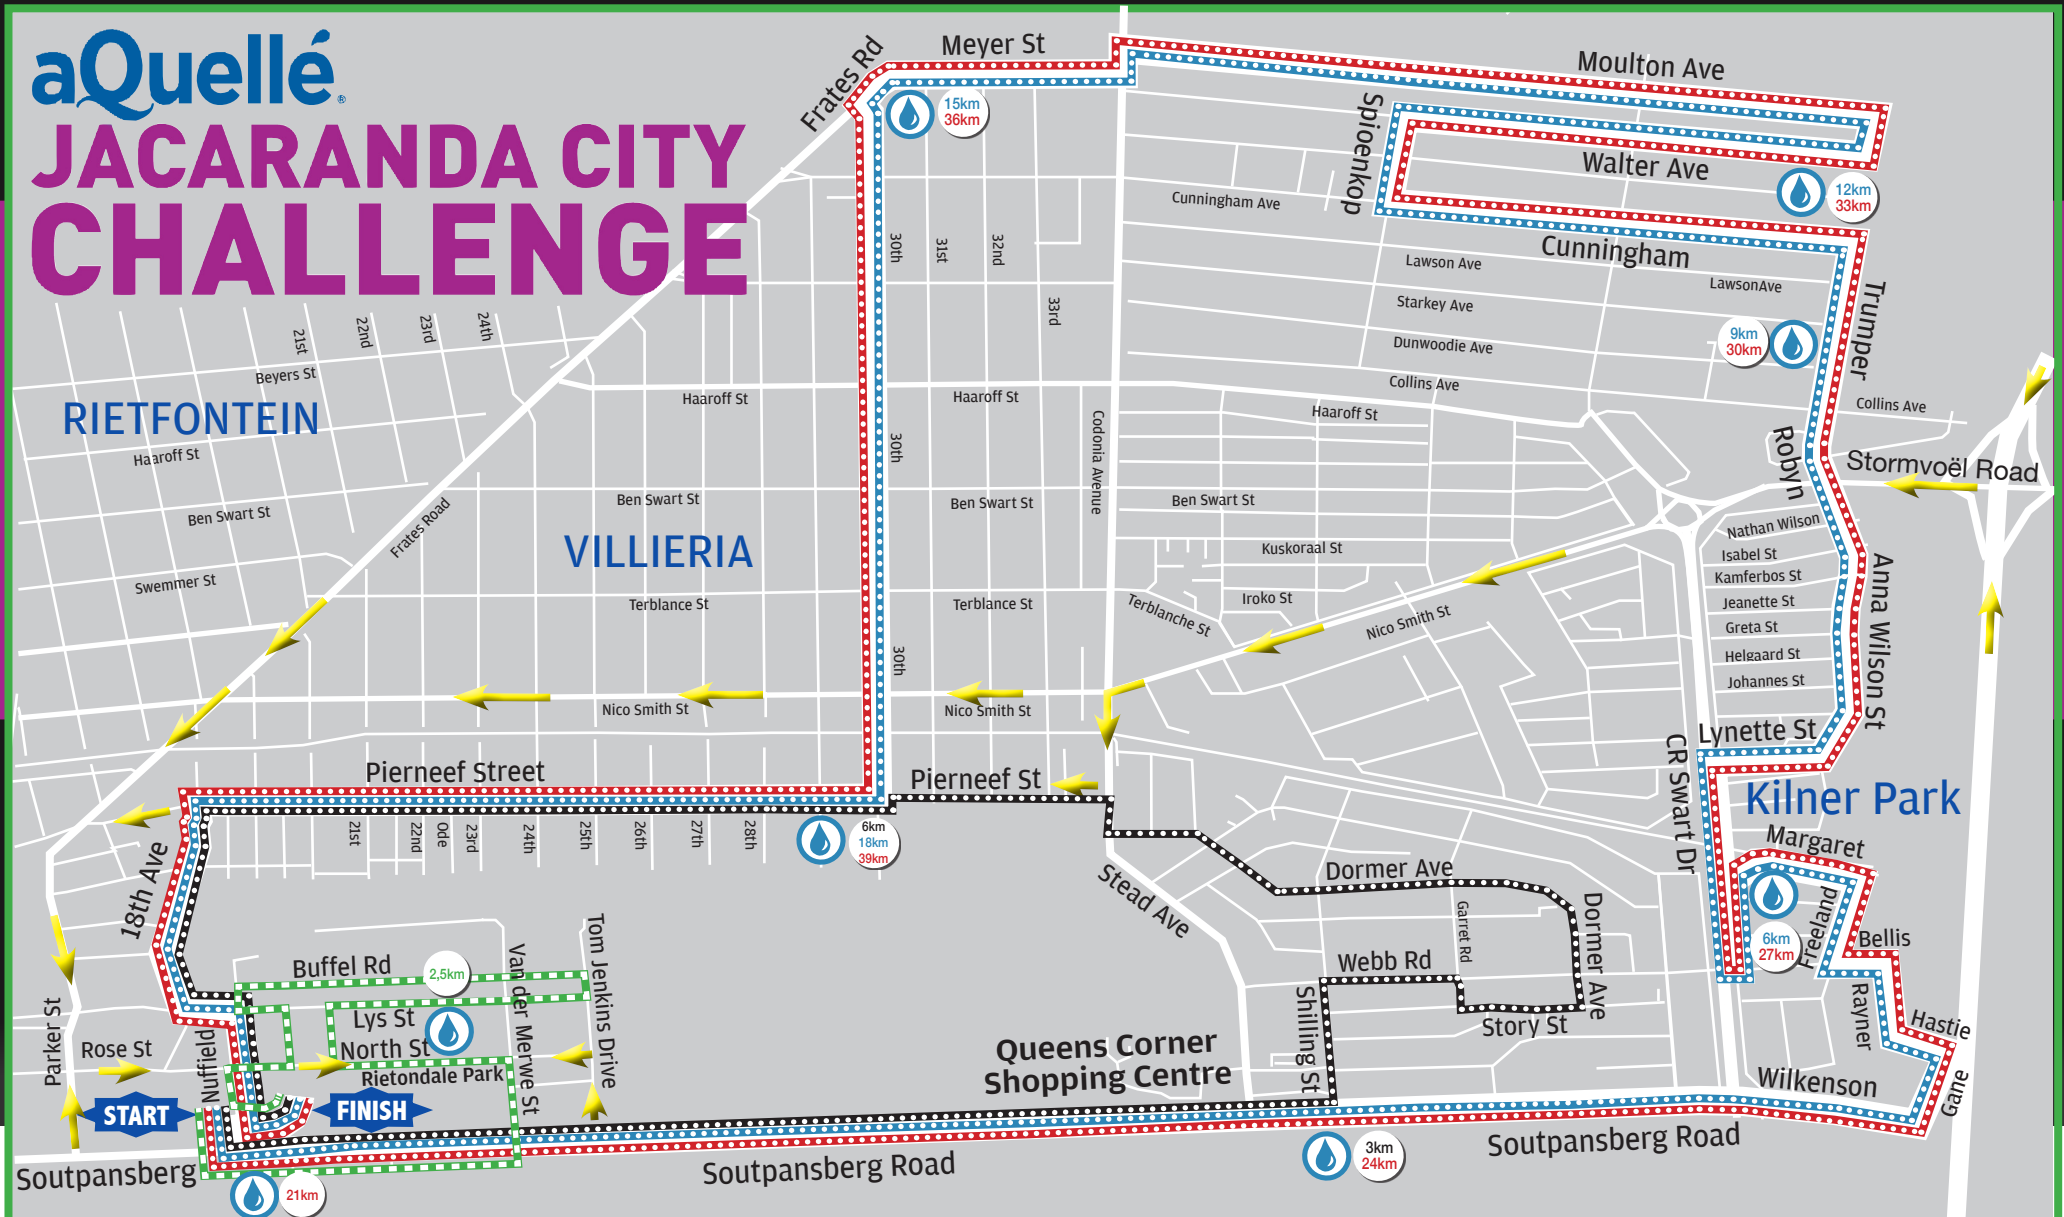 aQuellé®
JACARANDA CITY
CHALLENGE
Frates Rd
Meyer St
15km
36km
Moulton Ave
Spioenkop
Walter Ave
12km
33km
Cunningham Ave
Cunningham
30th
31st
32nd
33rd
Lawson Ave
LawsonAve
Starkey Ave
Trumper
9km
30km
Dunwoodie Ave
Collins Ave
Collins Ave
21st
22nd
23rd
24th
Beyers St
RIETFONTEIN
Haaroff St
Haaroff St
Haaroff St
Haaroff St
30th
Codonia Avenue
Robyn
Stormvoël Road
Ben Swart St
Ben Swart St
Ben Swart St
Ben Swart St
Frates Road
VILLIERIA
Nathan Wilson
Kuskoraal St
Isabel St
Kamferbos St
Jeanette St
Greta St
Helgaard St
Johannes St
Anna Wilson St
Swemmer St
Terblance St
Terblance St
Terblanche St
Iroko St
Nico Smith St
30th
Nico Smith St
Nico Smith St
Lynette St
CR Swart Dr
Kilner Park
Pierneef Street
Pierneef St
21st
22nd
Ode
23rd
24th
25th
26th
27th
28th
6km
18km
39km
Margaret
Freeland
Bellis
6km
27km
Rayner
Hastie
Gane
Wilkenson
18th Ave
Stead Ave
Dormer Ave
Garret Rd
Dormer Ave
Webb Rd
Story St
Shilling St
Buffel Rd
2,5km
Van der Merwe St
Tom Jenkins Drive
Lys St
North St
Rietondale Park
Parker St
Rose St
Nuffield
START
FINISH
Queens Corner
Shopping Centre
Soutpansberg
21km
Soutpansberg Road
3km
24km
Soutpansberg Road